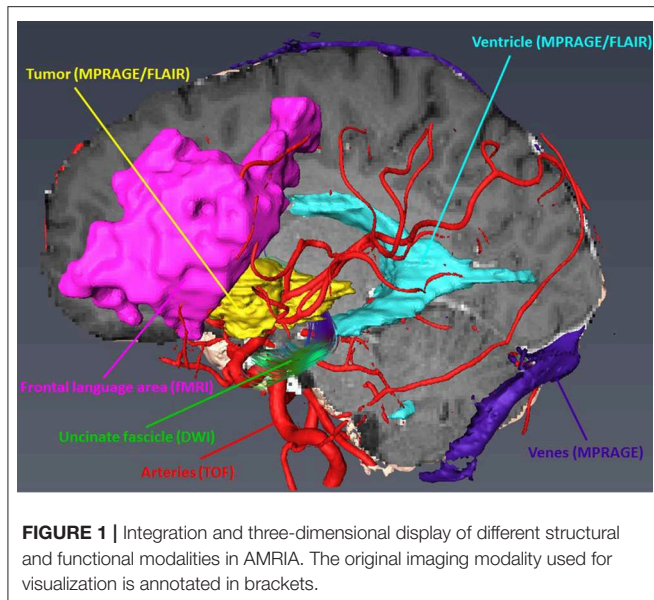 Ventricle (MPRAGE/FLAIR)
Tumor (MPRAGE/FLAIR)
Frontal language area (fMRI)
Uncinate fascicle (DWI)
Arteries (TOF)
Venes (MPRAGE)
FIGURE 1 | Integration and three-dimensional display of different structural
and functional modalities in AMRIA. The original imaging modality used for
visualization is annotated in brackets.